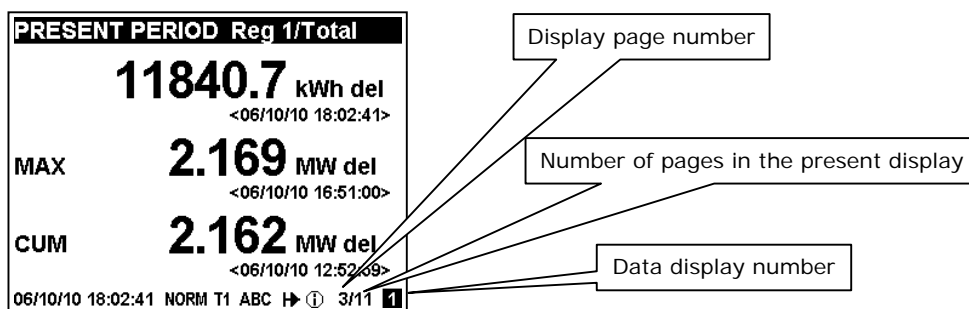 PRESENT PERIOD Reg 1/Total
11840.7 kWh del
<06/10/10 18:02:41>
MAX 2.169 MW del
<06/10/10 16:51:00>
CUM 2.162 MW del
<06/10/10 12:52:59>
06/10/10 18:02:41 NORM T1 ABC 3/11 1
Display page number
Number of pages in the present display
Data display number